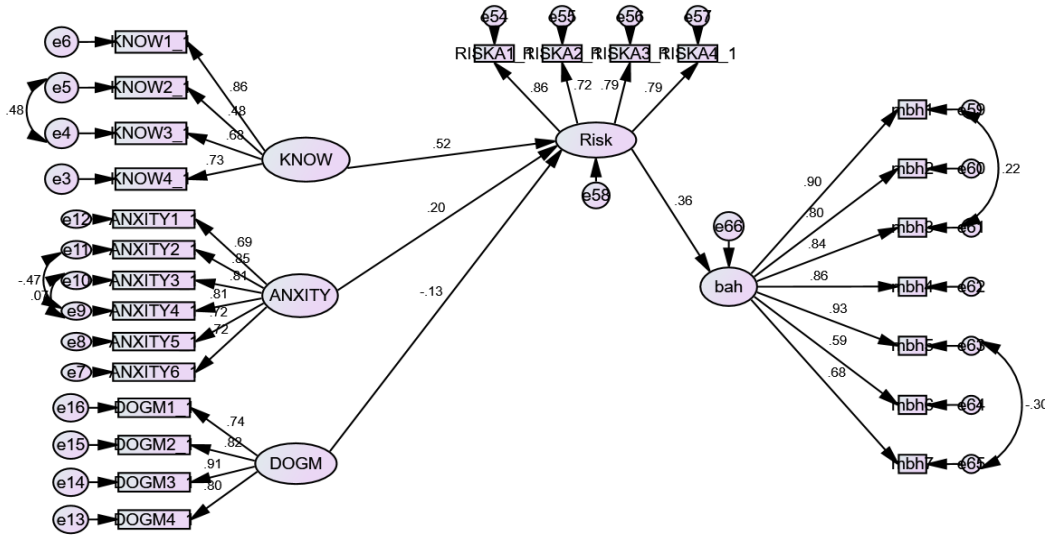 e54 e55 e56 e57
RISKA1_1 RISKA2_1 RISKA3_1 RISKA4_1
.86 .72 .79 .79
e6 KNOW1_1
.86
e5 KNOW2_1
.48
.48
e4 KNOW3_1
.68
e3 KNOW4_1
.73
KNOW
.52
Risk
e58
e12 ANXITY1
.69
e11 ANXITY2
.85
e10 ANXITY3
.81
-.47
.07
e9 ANXITY4
.81
e8 ANXITY5
.72
e7 ANXITY6
.72
ANXITY
.20
e16 DOGM1_1
.74
e15 DOGM2_1
.82
e14 DOGM3_1
.91
e13 DOGM4_1
.80
DOGM
-.13
.36
e66
bah
.90
mbh1 e59
.80
mbh2 e60
.22
.84
mbh3 e61
.86
mbh4 e62
.93
mbh5 e63
.59
mbh6 e64
-.30
.68
mbh7 e65